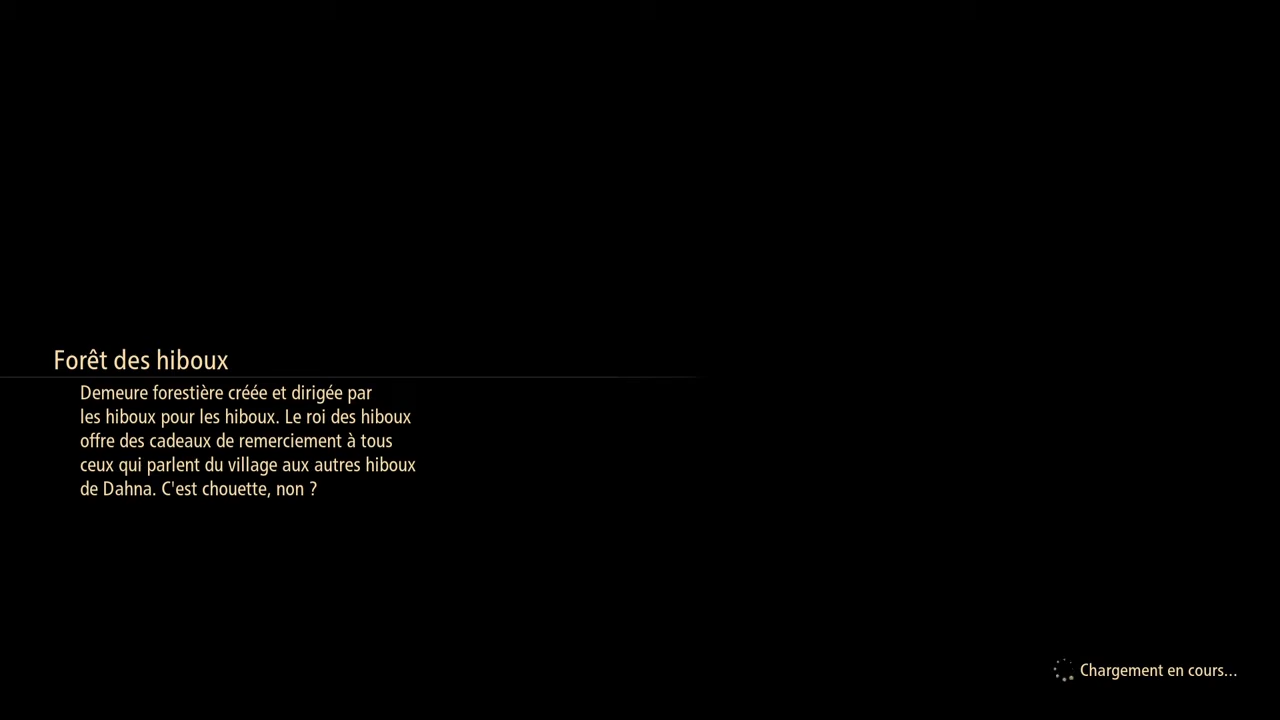 Forêt des hiboux
Demeure forestière créée et dirigée par
les hiboux pour les hiboux. Le roi des hiboux
offre des cadeaux de remerciement à tous
ceux qui parlent du village aux autres hiboux
de Dahna. C'est chouette, non ?
Chargement en cours...